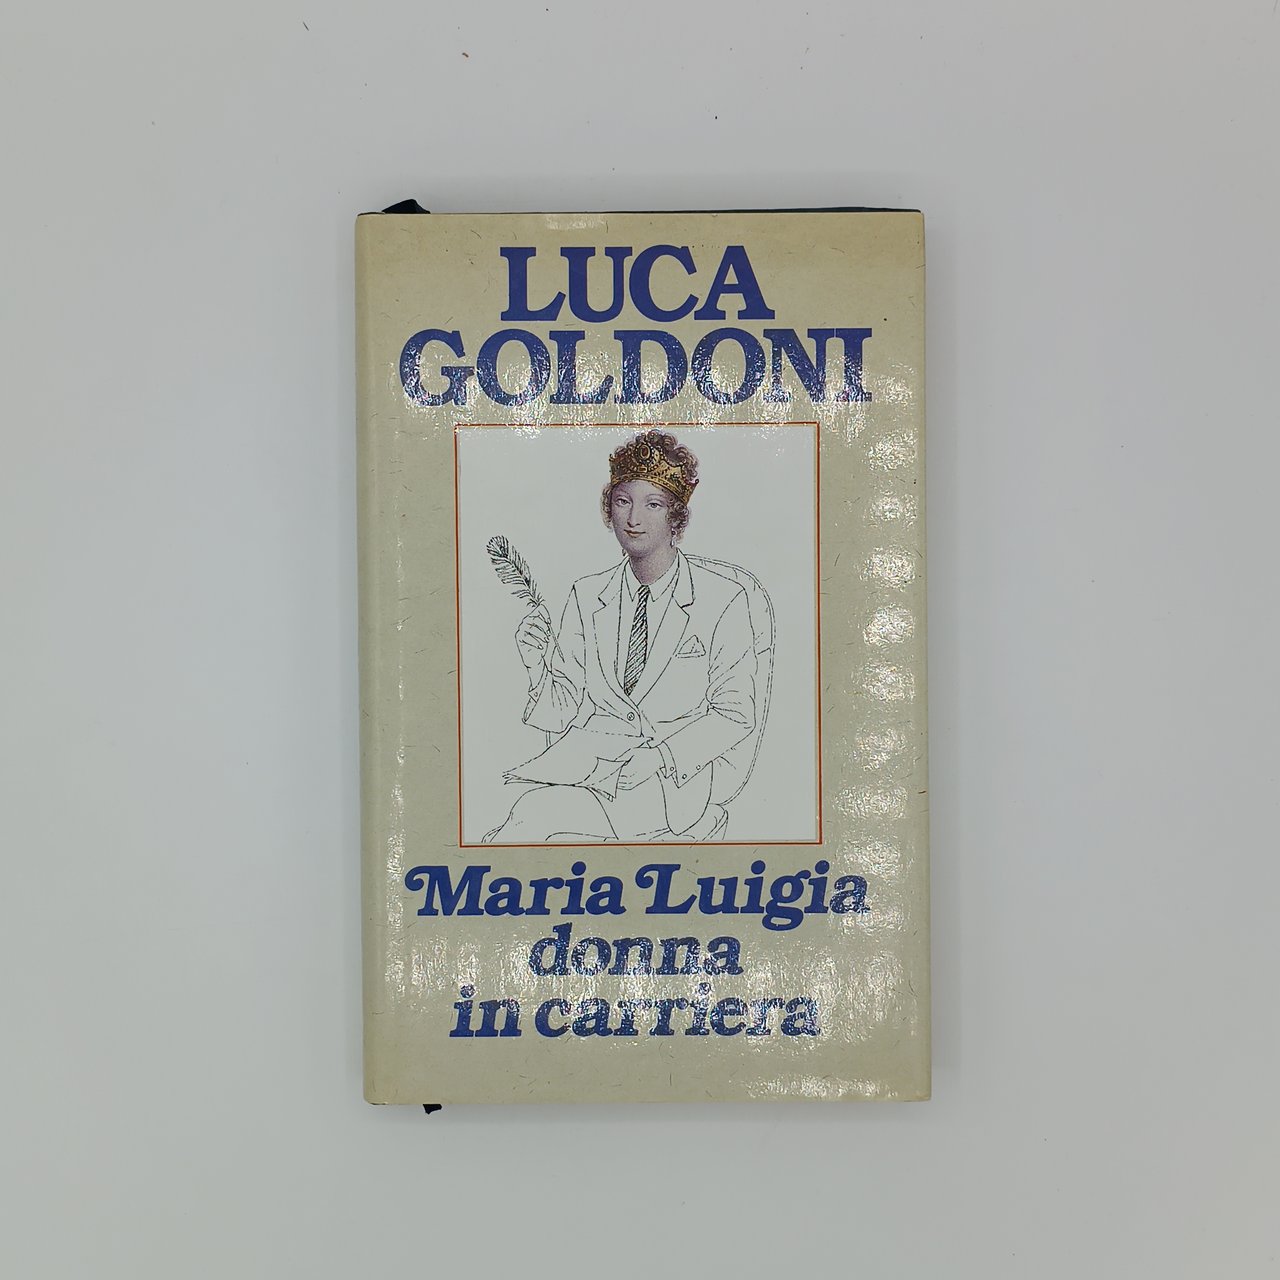 LUCA
GOLDONI
Maria Luigia
donna
in carriera